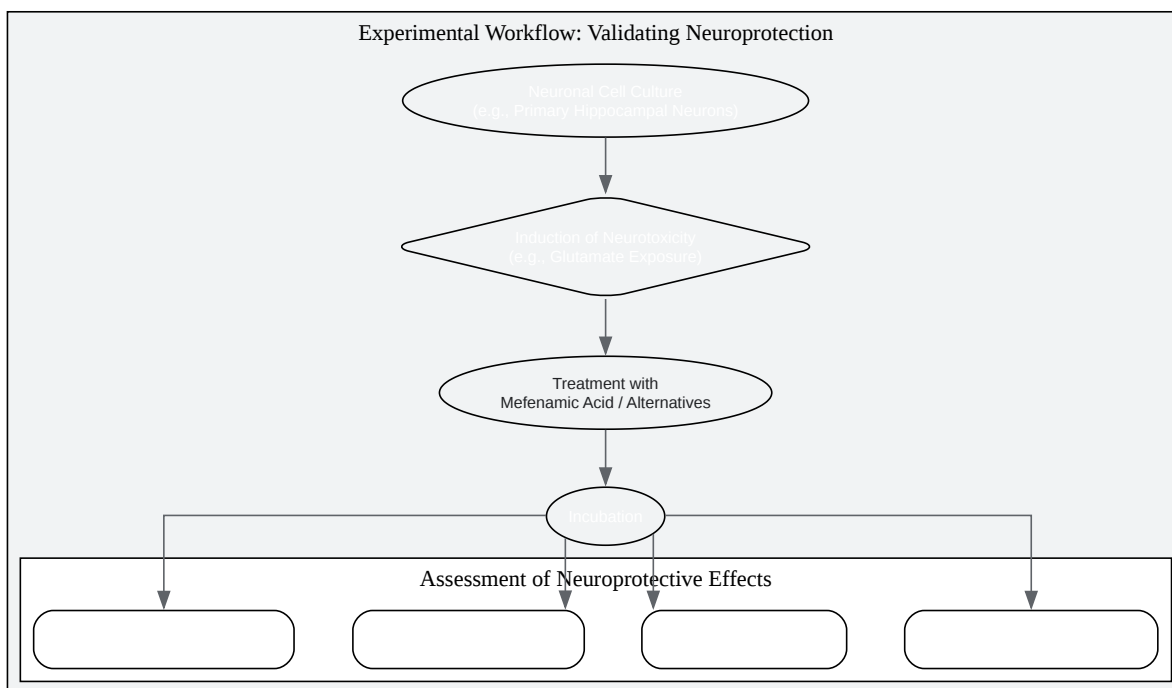 Experimental Workflow: Validating Neuroprotection
Neuronal Cell Culture
(e.g., Primary Hippocampal Neurons)
Induction of Neurotoxicity
(e.g., Glutamate Exposure)
Treatment with
Mefenamic Acid / Alternatives
Incubation
Assessment of Neuroprotective Effects